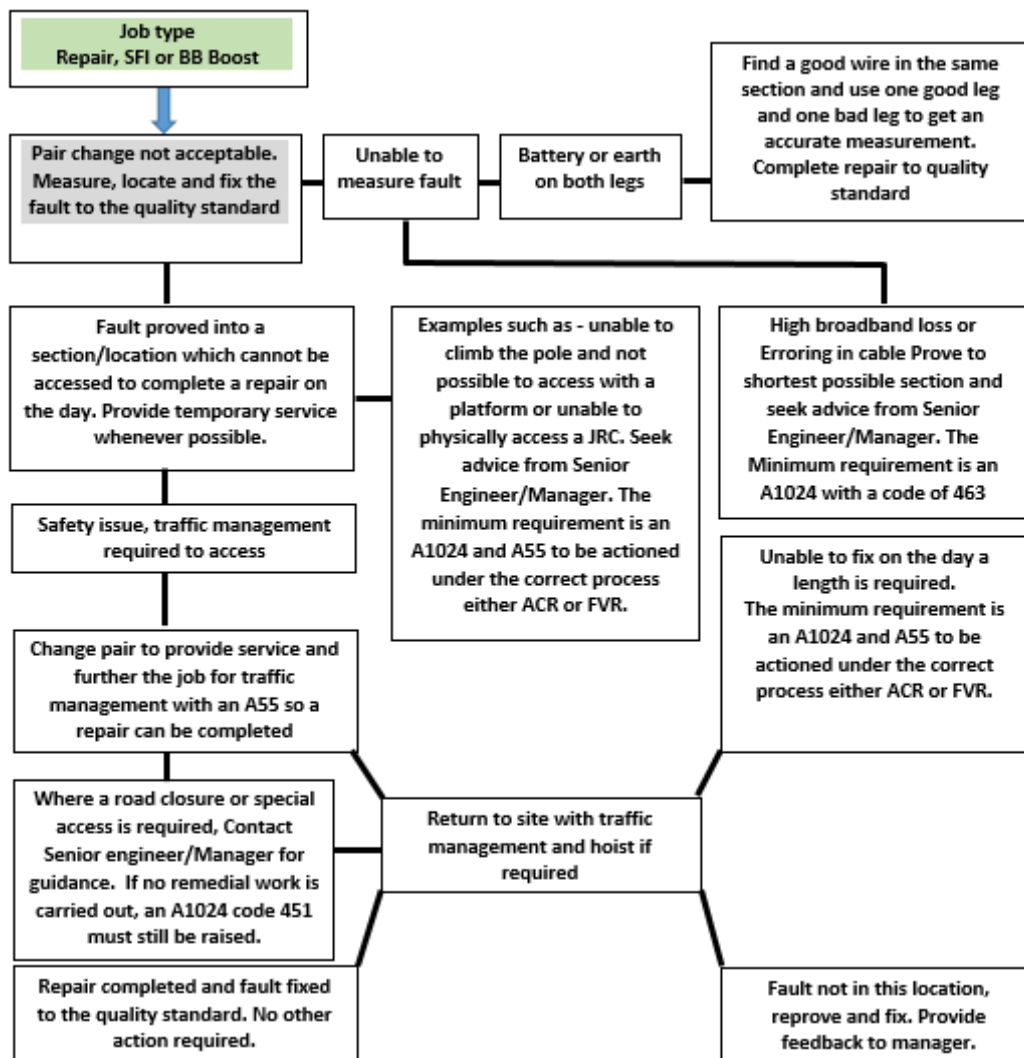 Job type
Repair, SFI or BB Boost
Pair change not acceptable.
Measure, locate and fix the
fault to the quality standard
Unable to
measure fault
Battery or earth
on both legs
Find a good wire in the same
section and use one good leg
and one bad leg to get an
accurate measurement.
Complete repair to quality
standard
Fault proved into a
section/location which cannot be
accessed to complete a repair on
the day. Provide temporary service
whenever possible.
Examples such as - unable to
climb the pole and not
possible to access with a
platform or unable to
physically access a JRC. Seek
advice from Senior
Engineer/Manager. The
minimum requirement is an
A1024 and A55 to be actioned
under the correct process
either ACR or FVR.
High broadband loss or
Erroring in cable Prove to
shortest possible section and
seek advice from Senior
Engineer/Manager. The
Minimum requirement is an
A1024 with a code of 463
Safety issue, traffic management
required to access
Unable to fix on the day a
length is required.
The minimum requirement is
an A1024 and A55 to be
actioned under the correct
process either ACR or FVR.
Change pair to provide service and
further the job for traffic
management with an A55 so a
repair can be completed
Where a road closure or special
access is required, Contact
Senior engineer/Manager for
guidance. If no remedial work is
carried out, an A1024 code 451
must still be raised.
Return to site with traffic
management and hoist if
required
Repair completed and fault fixed
to the quality standard. No other
action required.
Fault not in this location,
reprove and fix. Provide
feedback to manager.